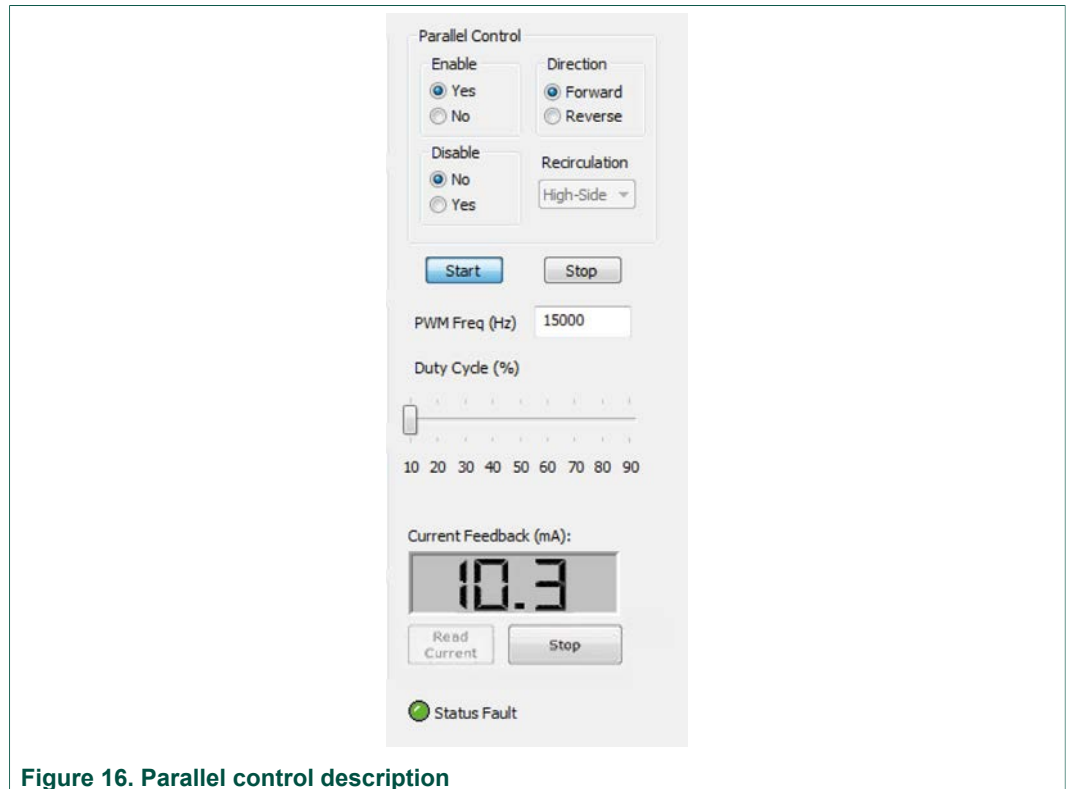 Parallel Control
Enable
Yes
No
Direction
Forward
Reverse
Disable
No
Yes
Recirculation
High-Side
Start Stop
PWM Freq (Hz) 15000
Duty Cycle (%)
10 20 30 40 50 60 70 80 90
Current Feedback (mA):
10.3
Read
Current
Stop
Status Fault
Figure 16. Parallel control description